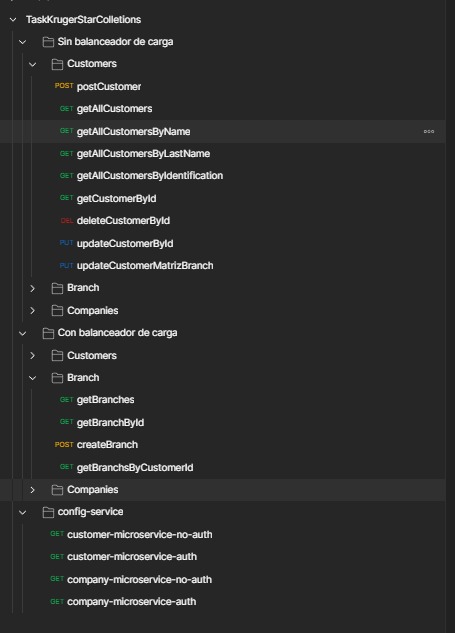 TaskKrugerStarColletions
Sin balanceador de carga
Customers
POST postCustomer
GET getAllCustomers
GET getAllCustomersByName
GET getAllCustomersByLastName
GET getAllCustomersByIdentification
GET getCustomerById
DEL deleteCustomerById
PUT updateCustomerById
PUT updateCustomerMatrizBranch
Branch
Companies
Con balanceador de carga
Customers
Branch
GET getBranches
GET getBranchById
POST createBranch
GET getBranchsByCustomerId
Companies
config-service
GET customer-microservice-no-auth
GET customer-microservice-auth
GET company-microservice-no-auth
GET company-microservice-auth